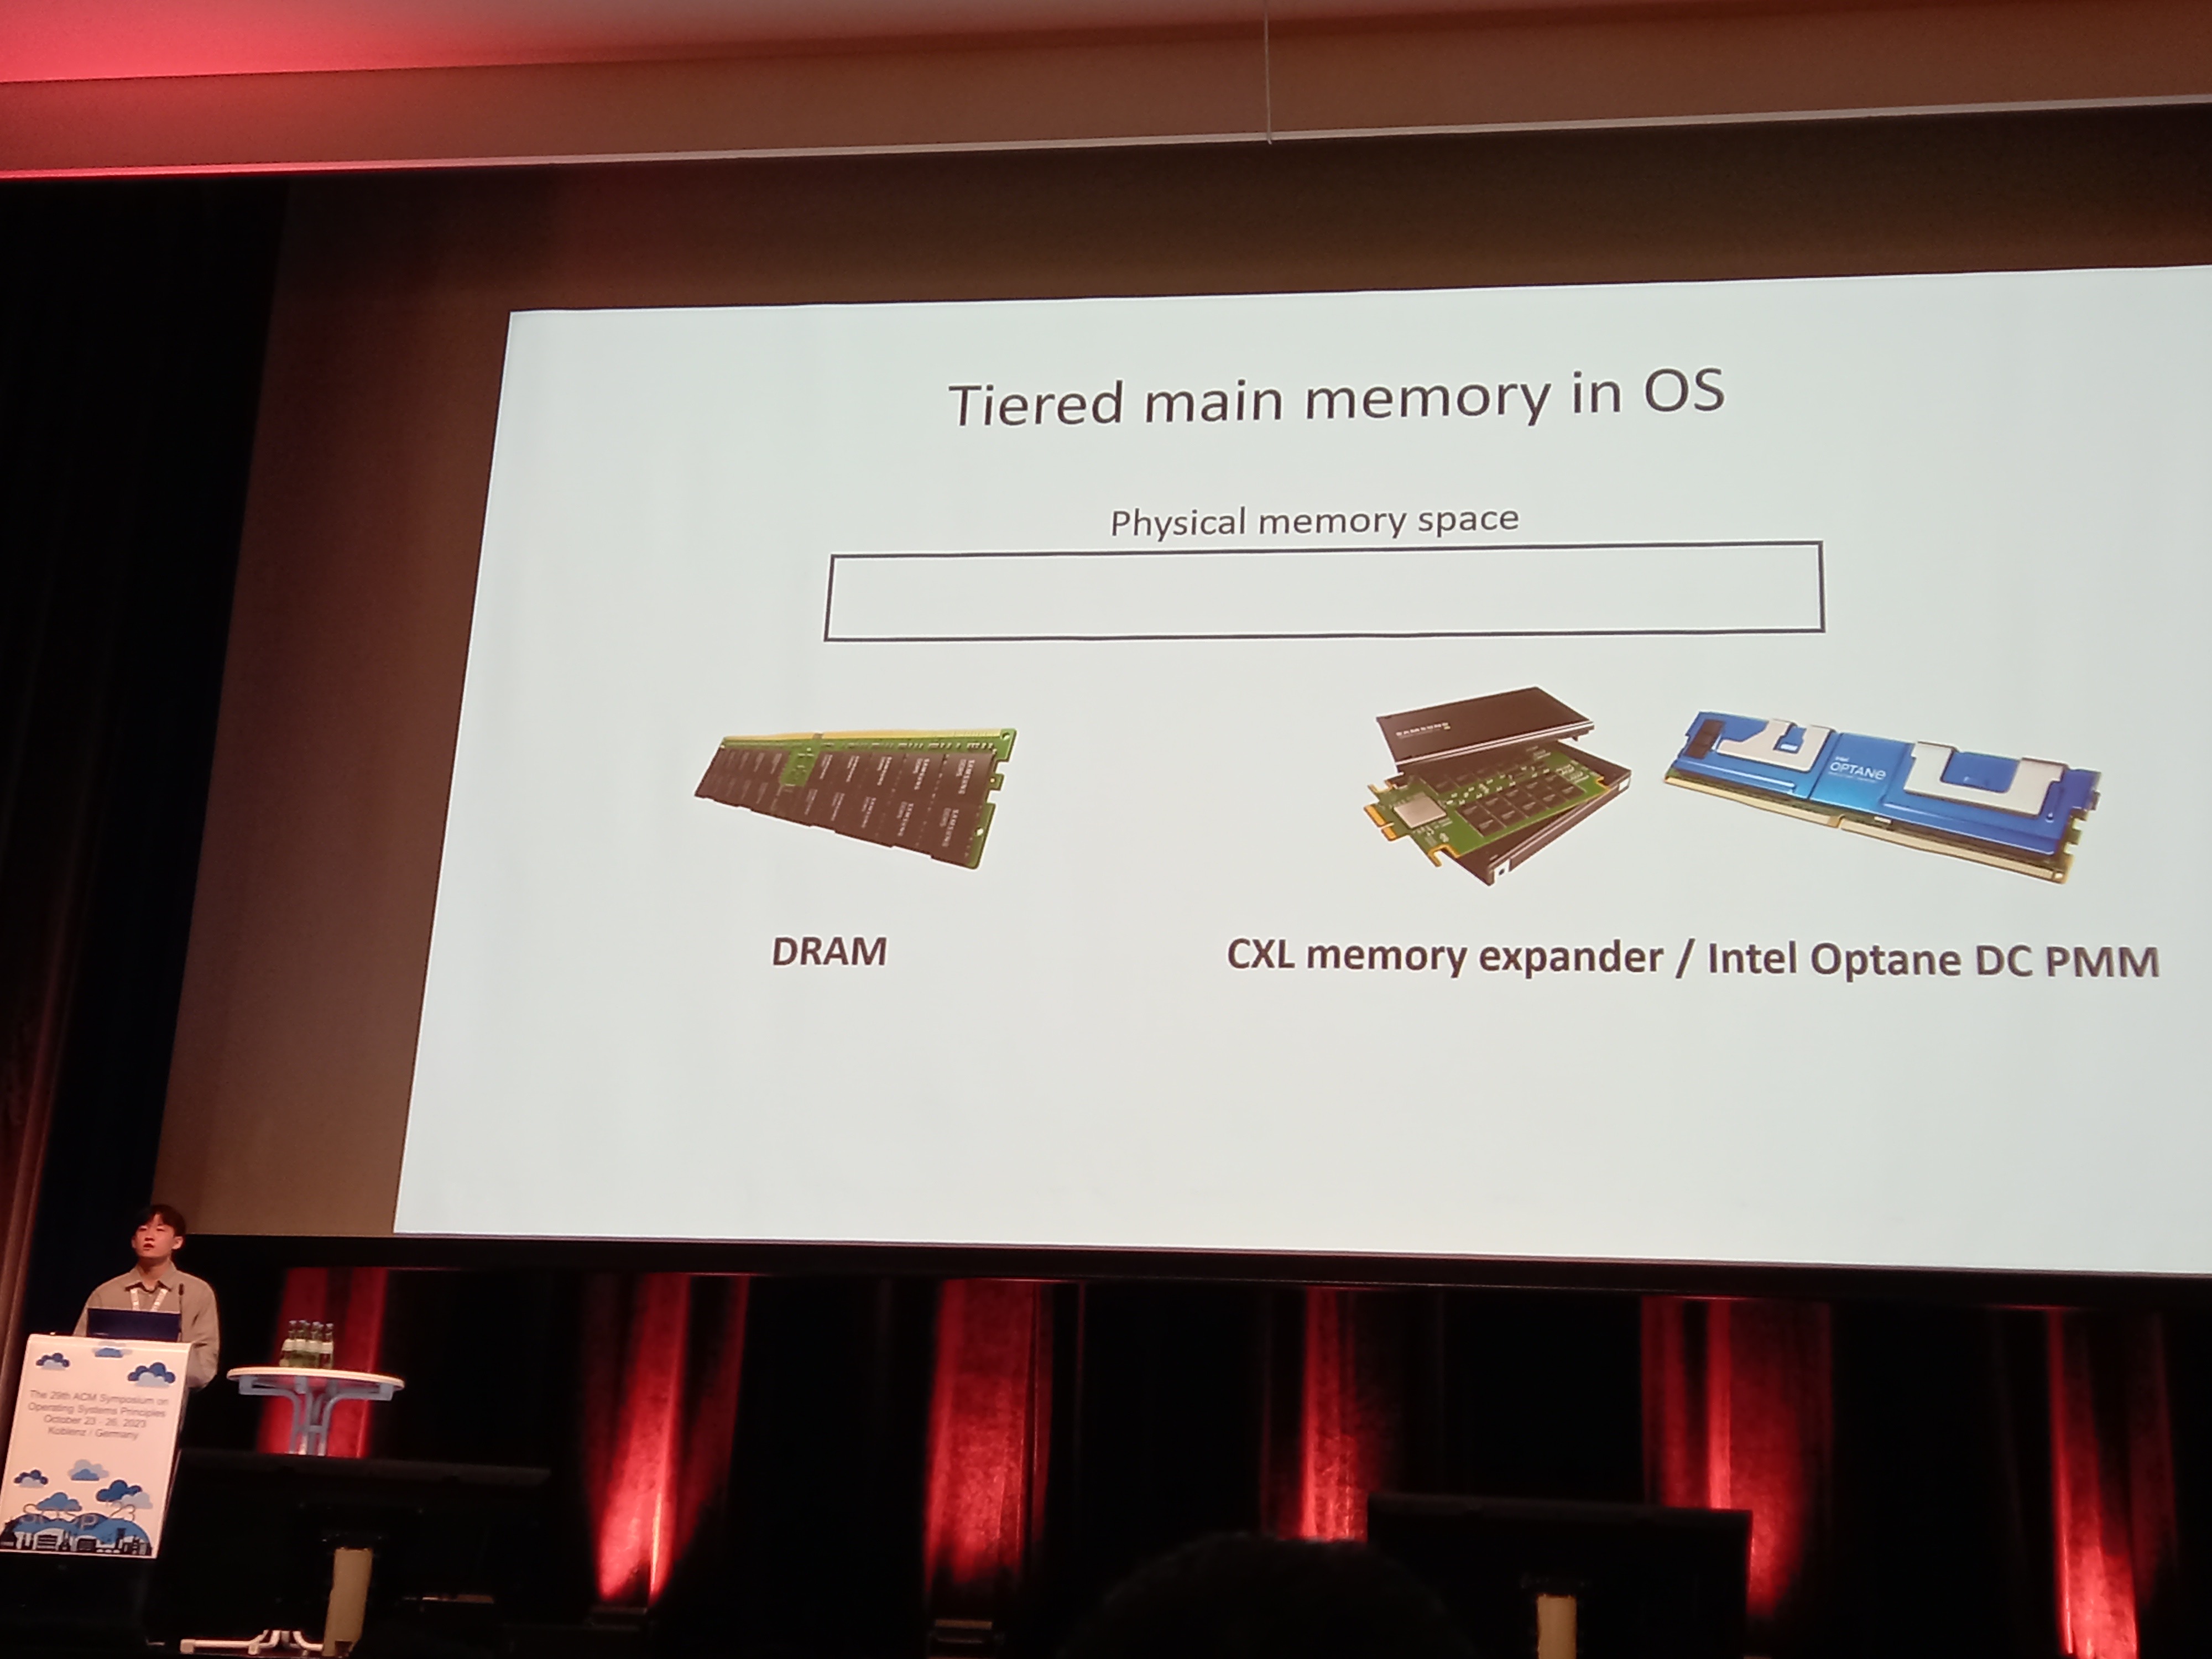 Tiered main memory in OS
Physical memory space
SAMSUNG
intel
OPTANE
DRAM
CXL memory expander / Intel Optane DC PMM
The 29th ACM Symposium on
Operating Systems Principles
October 23 - 26, 2023
Koblenz / Germany
SOSP 23